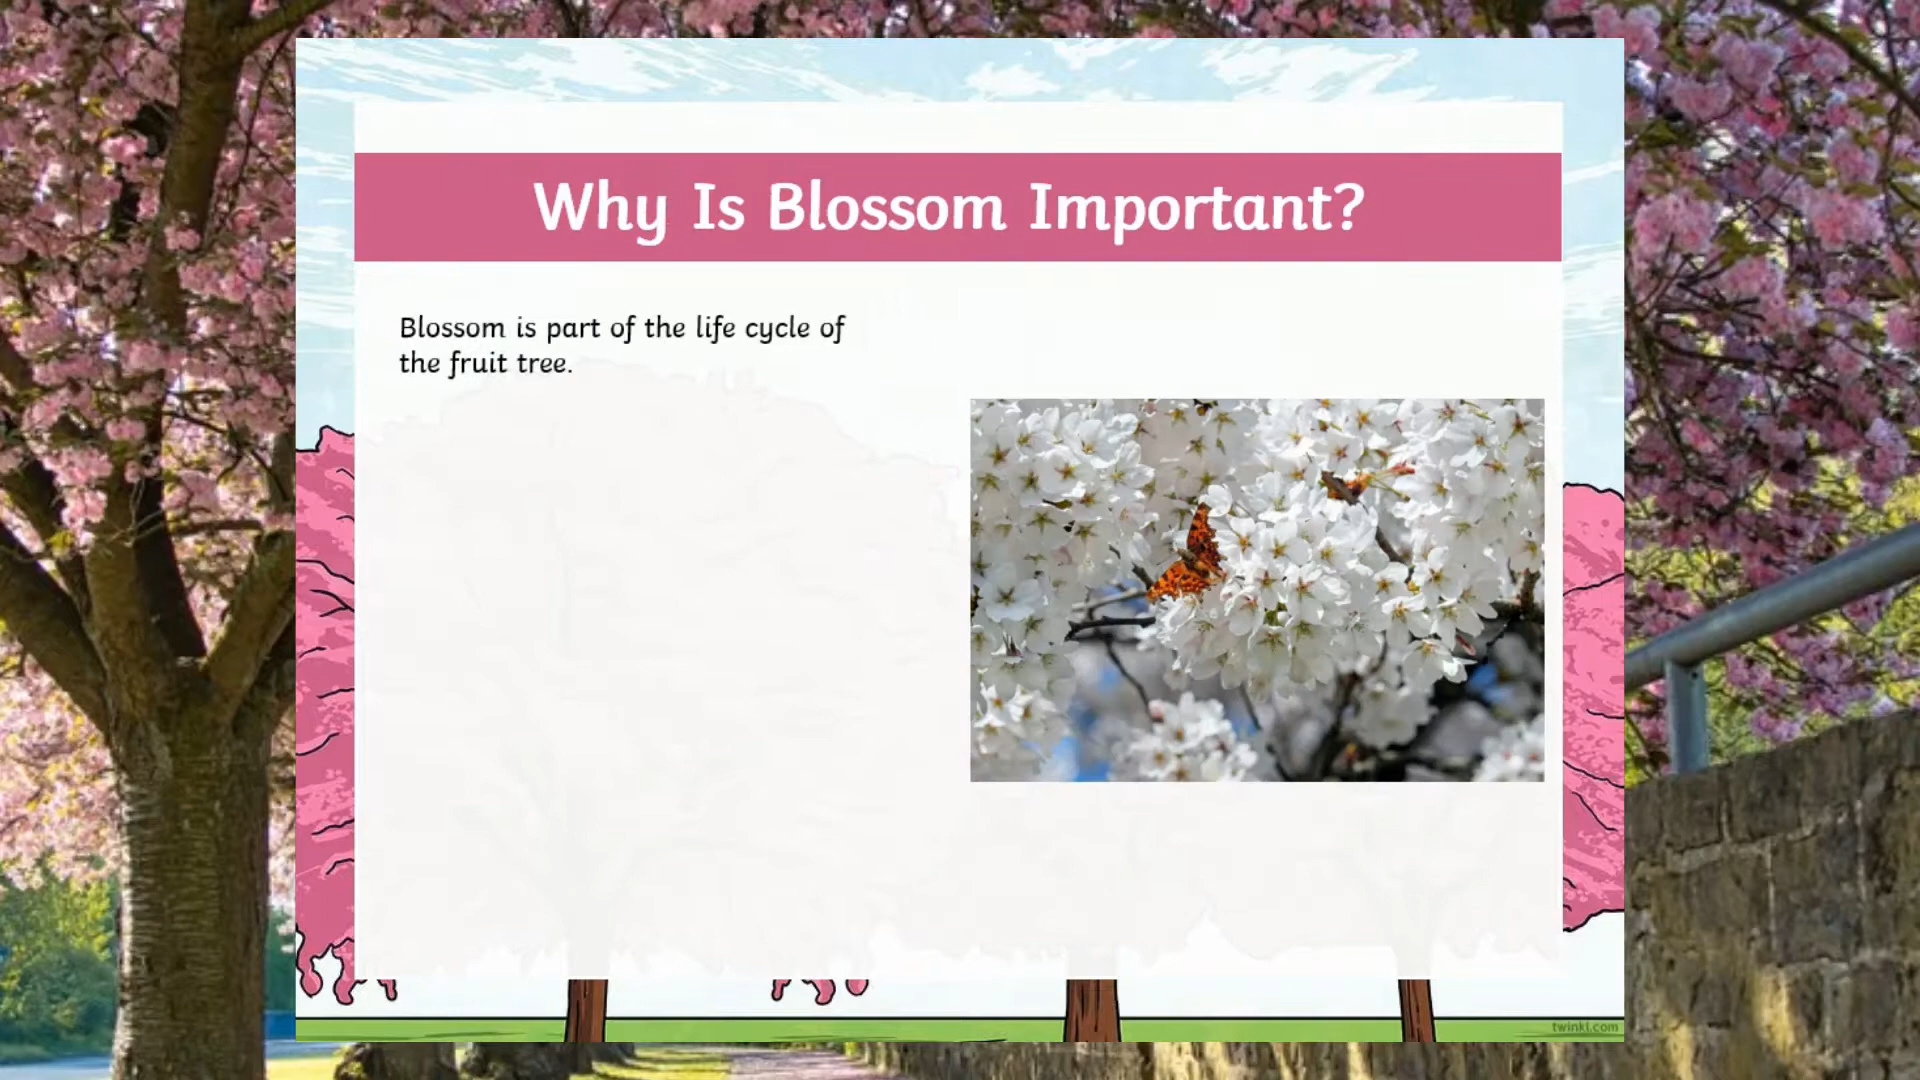 Why Is Blossom Important?
Blossom is part of the life cycle of
the fruit tree.
twinkl.com